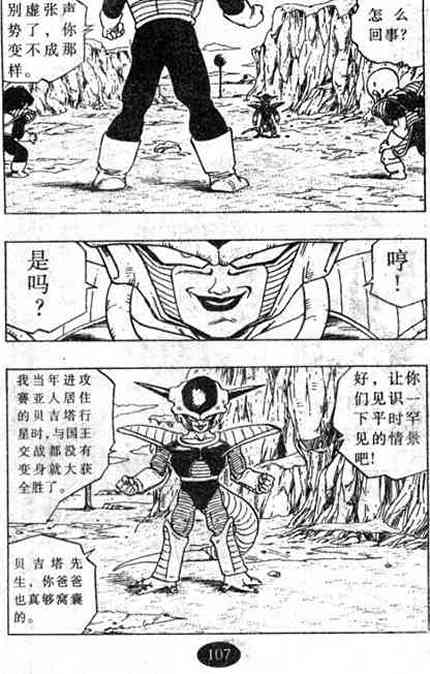 怎么
回事?
别虚张声
势了，你
变不成那
样。
哼!
是吗?
好，让你
们见识一
下平时罕
见的情景
吧!
我当年进攻
赛亚人居住
的贝吉塔行
星时，与国王
交战都没有
变身就大获
全胜了。
贝吉塔先
生，你爸爸
也真够窝囊
的。
107